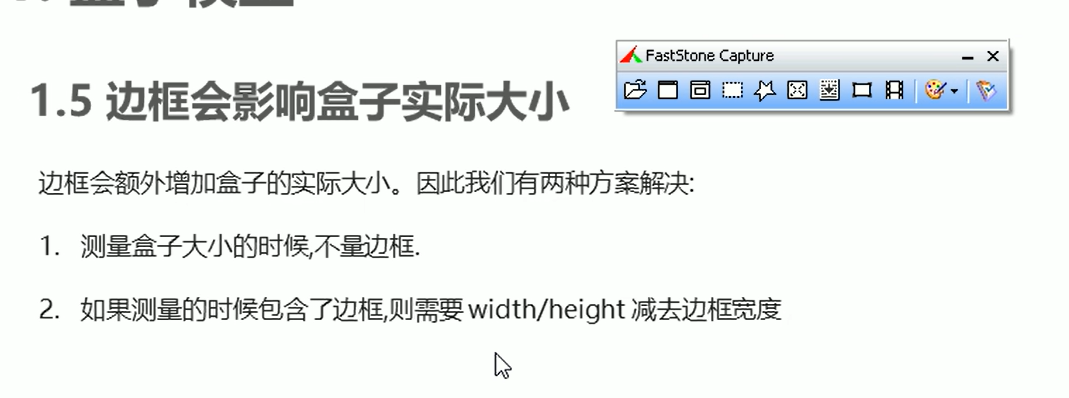 FastStone Capture
1.5 边框会影响盒子实际大小
边框会额外增加盒子的实际大小。因此我们有两种方案解决:
1. 测量盒子大小的时候,不量边框.
2. 如果测量的时候包含了边框,则需要 width/height 减去边框宽度